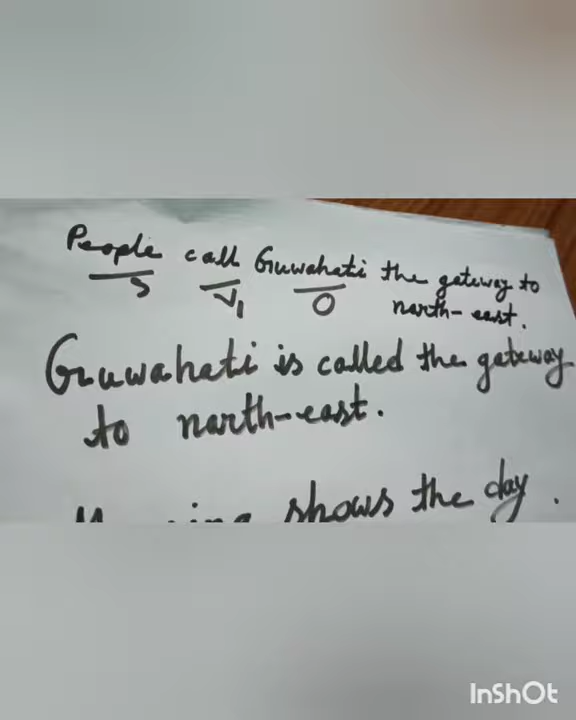 People call Guwahati the gateway to
S V1 O north-east.
Guwahati is called the gateway
to north-east.
shows the day.
InShOt